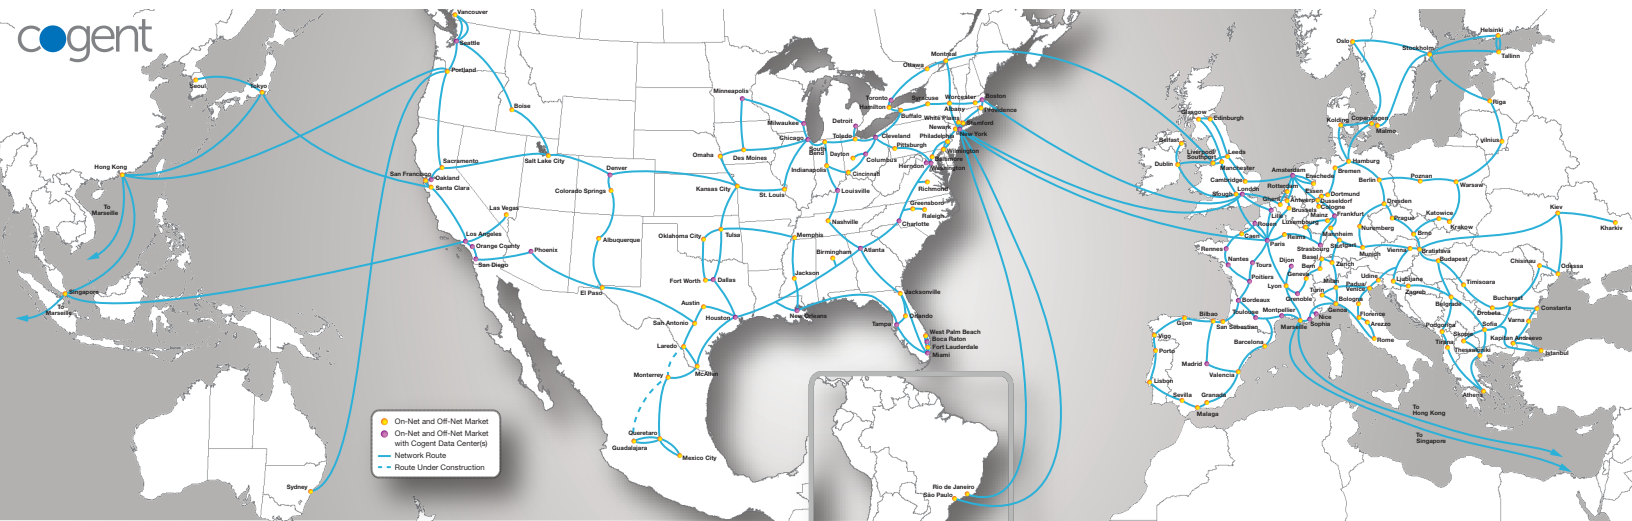 cogent
Vancouver
Seattle
Portland
Boise
Seoul
Tokyo
Hong Kong
To
Marseille
Singapore
Marseille
Sydney
Sacramento
San Francisco
Oakland
Santa Clara
Salt Lake City
Las Vegas
Los Angeles
Orange County
San Diego
Phoenix
Denver
Colorado Springs
Albuquerque
El Paso
Minneapolis
Milwaukee
Chicago
Omaha
Des Moines
Kansas City
St. Louis
Oklahoma City
Tulsa
Memphis
Fort Worth
Dallas
Jackson
Austin
Houston
San Antonio
New Orleans
Laredo
Monterrey
McAllen
Queretaro
Guadalajara
Mexico City
Montreal
Ottawa
Toronto
Hamilton
Syracuse
Worcester
Boston
Albany
Providence
Buffalo
White Plains
Stamford
Newark
New York
Detroit
Toledo
Cleveland
Philadelphia
Pittsburgh
South
Bend
Dayton
Columbus
Wilmington
Baltimore
Herndon
Washington
Indianapolis
Cincinnati
Louisville
Richmond
Greensboro
Raleigh
Charlotte
Nashville
Birmingham
Atlanta
Jacksonville
Orlando
Tampa
West Palm Beach
Boca Raton
Fort Lauderdale
Miami
Rio de Janeiro
São Paulo
On-Net and Off-Net Market
On-Net and Off-Net Market
with Cogent Data Center(s)
Network Route
Route Under Construction
Oslo
Stockholm
Helsinki
Tallinn
Riga
Vilnius
Glasgow
Edinburgh
Kolding
Copenhagen
Malmo
Belfast
Dublin
Liverpool/
Southport
Leeds
Manchester
Cambridge
Slough
London
Hamburg
Bremen
Amsterdam
Enschede
Rotterdam
Berlin
Poznan
Warsaw
Essen
Dortmund
Ghent
Antwerp
Dusseldorf
Cologne
Brussels
Lille
Mainz
Frankfurt
Luxembourg
Dresden
Prague
Katowice
Krakow
Kiev
Kharkiv
Rouen
Caen
Reims
Paris
Mannheim
Nuremburg
Brno
Strasbourg
Stuttgart
Munich
Vienna
Bratislava
Budapest
Rennes
Nantes
Tours
Dijon
Basel
Bern
Zürich
Geneva
Poitiers
Lyon
Milan
Turin
Padua/
Venice
Udine
Ljubljana
Zagreb
Timisoara
Chisinau
Odessa
Grenoble
Bordeaux
Toulouse
Montpellier
Marseille
Nice
Sophia
Genoa
Bologna
Florence
Arezzo
Rome
Belgrade
Bucharest
Drobeta
Constanta
Varna
Sofia
Podgorica
Skopje
Tirana
Kapitan Andreevo
Thessaloniki
Istanbul
Athens
Bilbao
Gijon
San Sebastian
Vigo
Porto
Barcelona
Madrid
Valencia
Lisbon
Sevilla
Granada
Malaga
To
Hong Kong
To
Singapore